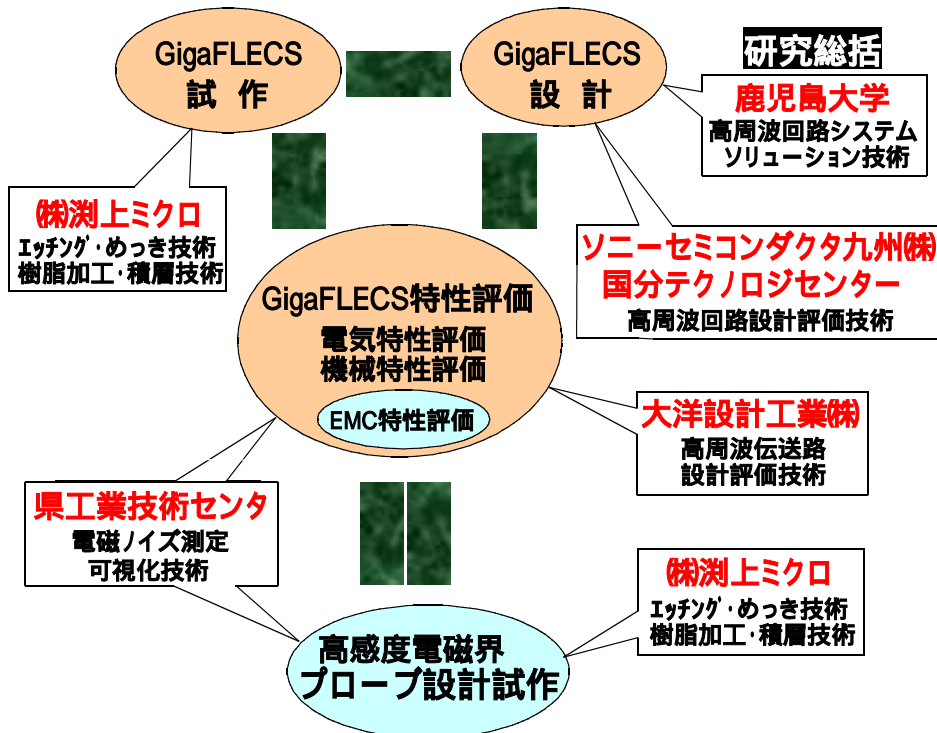 GigaFLECS
試 作
GigaFLECS
設 計
研究総括
鹿児島大学
高周波回路システム
ソリューション技術
㈱渕上ミクロ
エッチング・めっき技術
樹脂加工・積層技術
ソニーセミコンダクタ九州㈱
国分テクノロジセンター
高周波回路設計評価技術
GigaFLECS特性評価
電気特性評価
機械特性評価
EMC特性評価
大洋設計工業㈱
高周波伝送路
設計評価技術
県工業技術センタ
電磁ノイズ測定
可視化技術
㈱渕上ミクロ
エッチング・めっき技術
樹脂加工・積層技術
高感度電磁界
プローブ設計試作